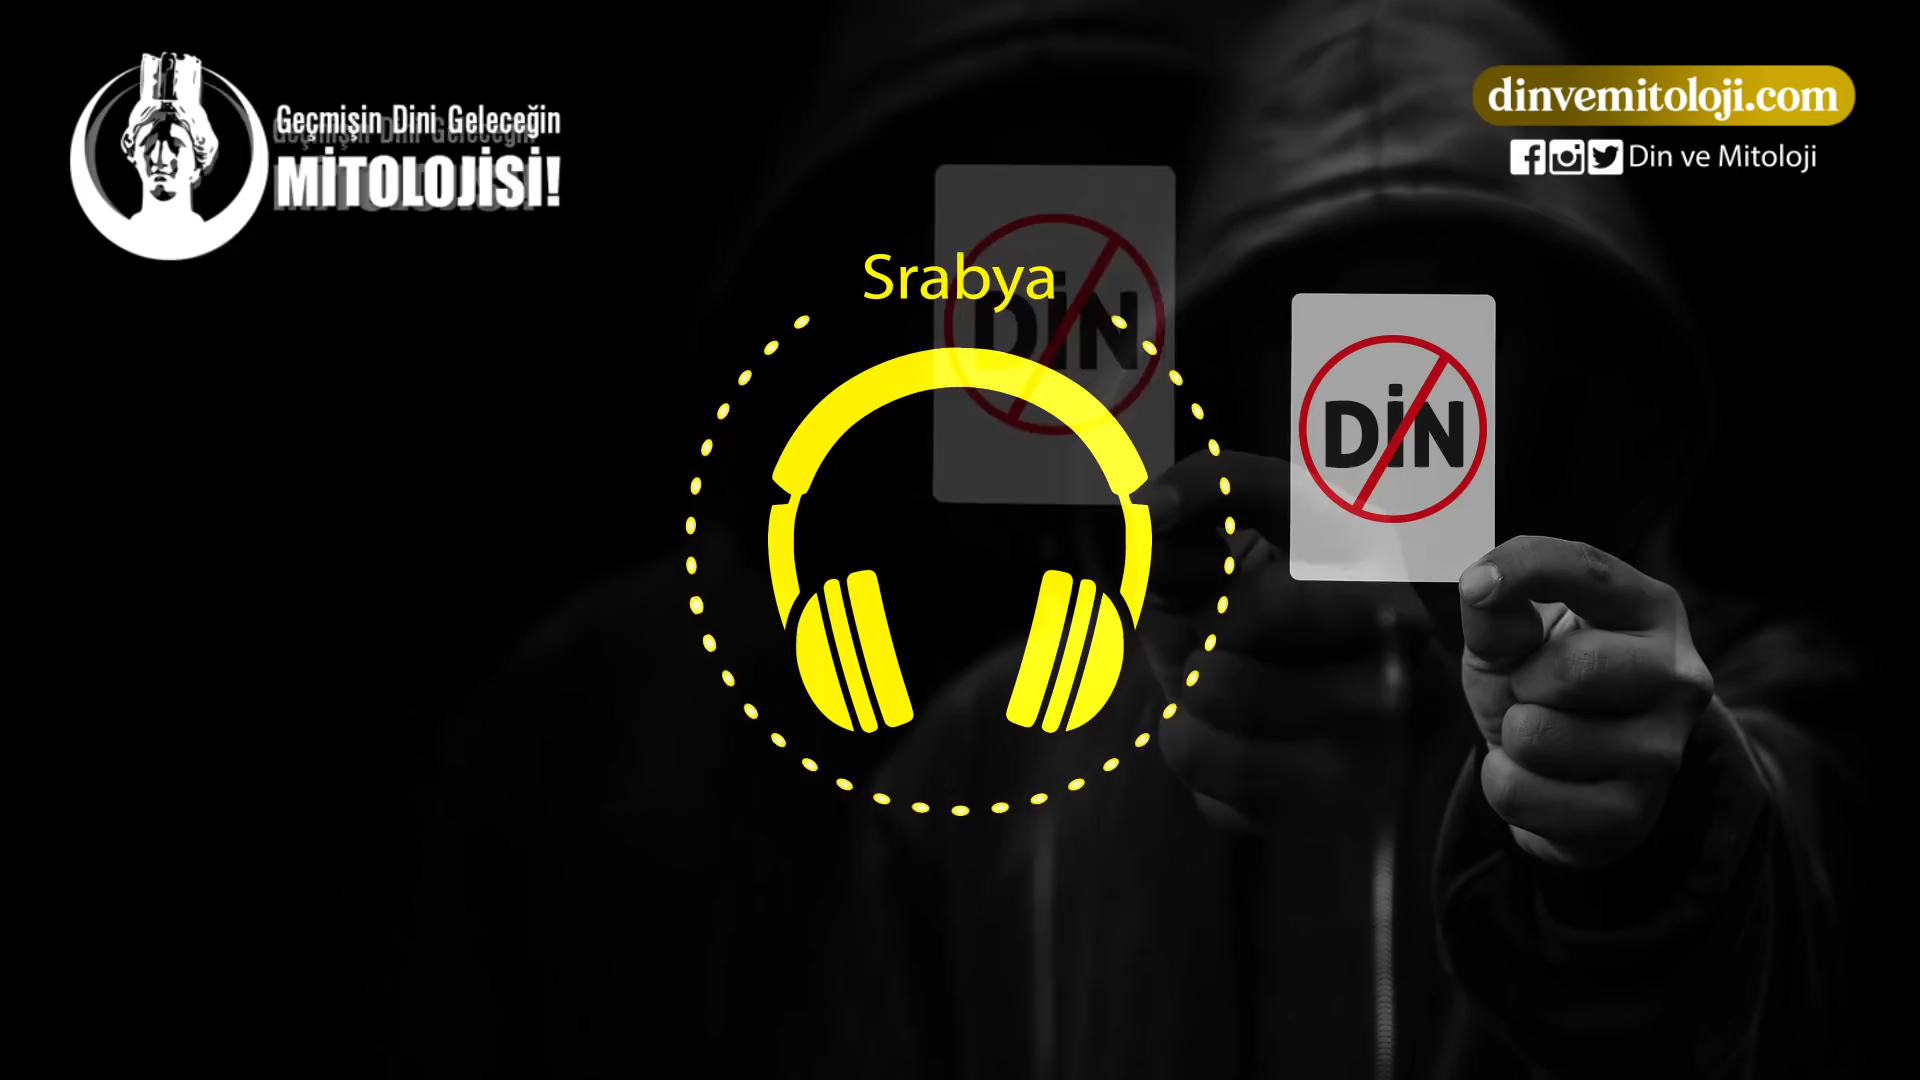 Geçmişin Dini Geleceğin
MİTOLOJİSİ!
dinvemitoloji.com
Din ve Mitoloji
Srabya
DİN
DİN